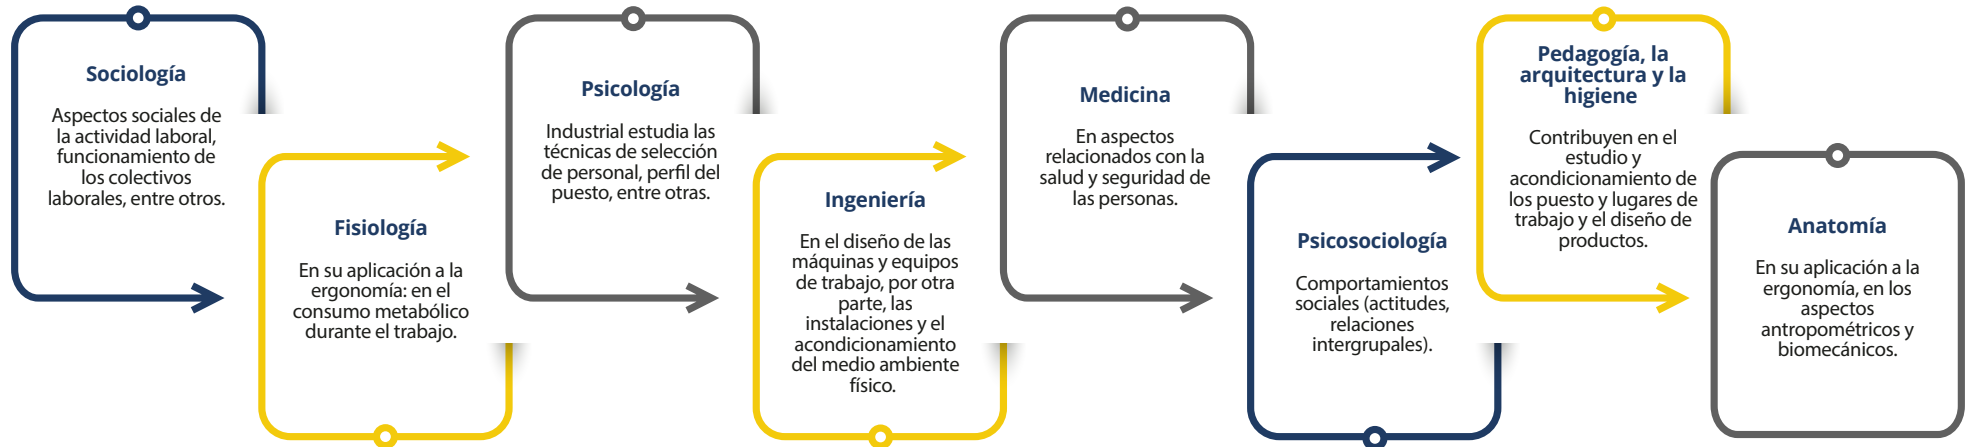 Sociología
Aspectos sociales de
la actividad laboral,
funcionamiento de
los colectivos
laborales, entre otros.
Fisiología
En su aplicación a la
ergonomía: en el
consumo metabólico
durante el trabajo.
Psicología
Industrial estudia las
técnicas de selección
de personal, perfil del
puesto, entre otras.
Ingeniería
En el diseño de las
máquinas y equipos
de trabajo, por otra
parte, las
instalaciones y el
acondicionamiento
del medio ambiente
físico.
Medicina
En aspectos
relacionados con la
salud y seguridad de
las personas.
Psicosociología
Comportamientos
sociales (actitudes,
relaciones
intergrupales).
Pedagogía, la
arquitectura y la
higiene
Contribuyen en el
estudio y
acondicionamiento de
los puesto y lugares de
trabajo y el diseño de
productos.
Anatomía
En su aplicación a la
ergonomía, en los
aspectos
antropométricos y
biomecánicos.